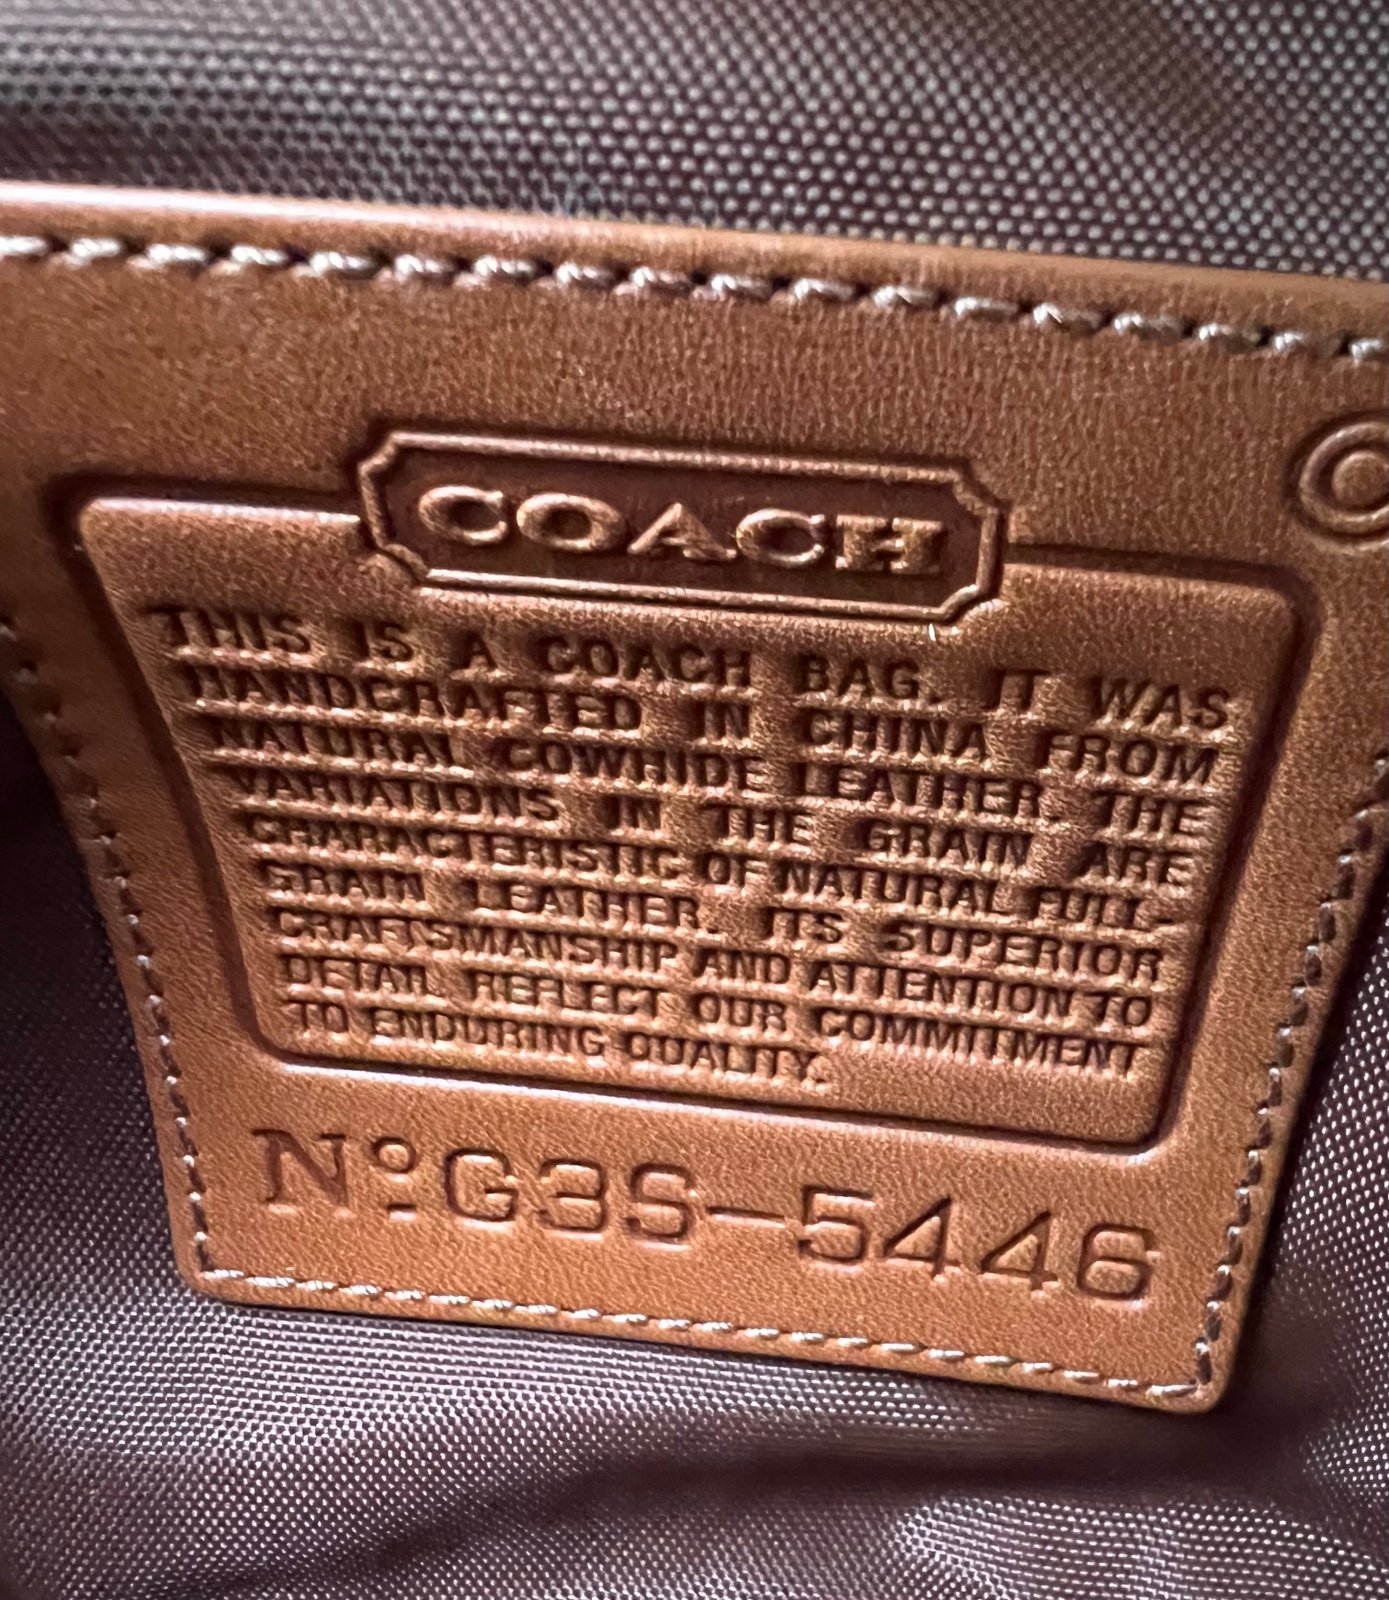 COACH
THIS IS A COACH BAG. IT WAS
HANDCRAFTED IN CHINA FROM
NATURAL COWHIDE LEATHER. THE
VARIATIONS IN THE GRAIN ARE
CHARACTERISTIC OF NATURAL FULL-
GRAIN LEATHER. ITS SUPERIOR
CRAFTSMANSHIP AND ATTENTION TO
DETAIL REFLECT OUR COMMITMENT
TO ENDURING QUALITY.
Nº G3S-5446